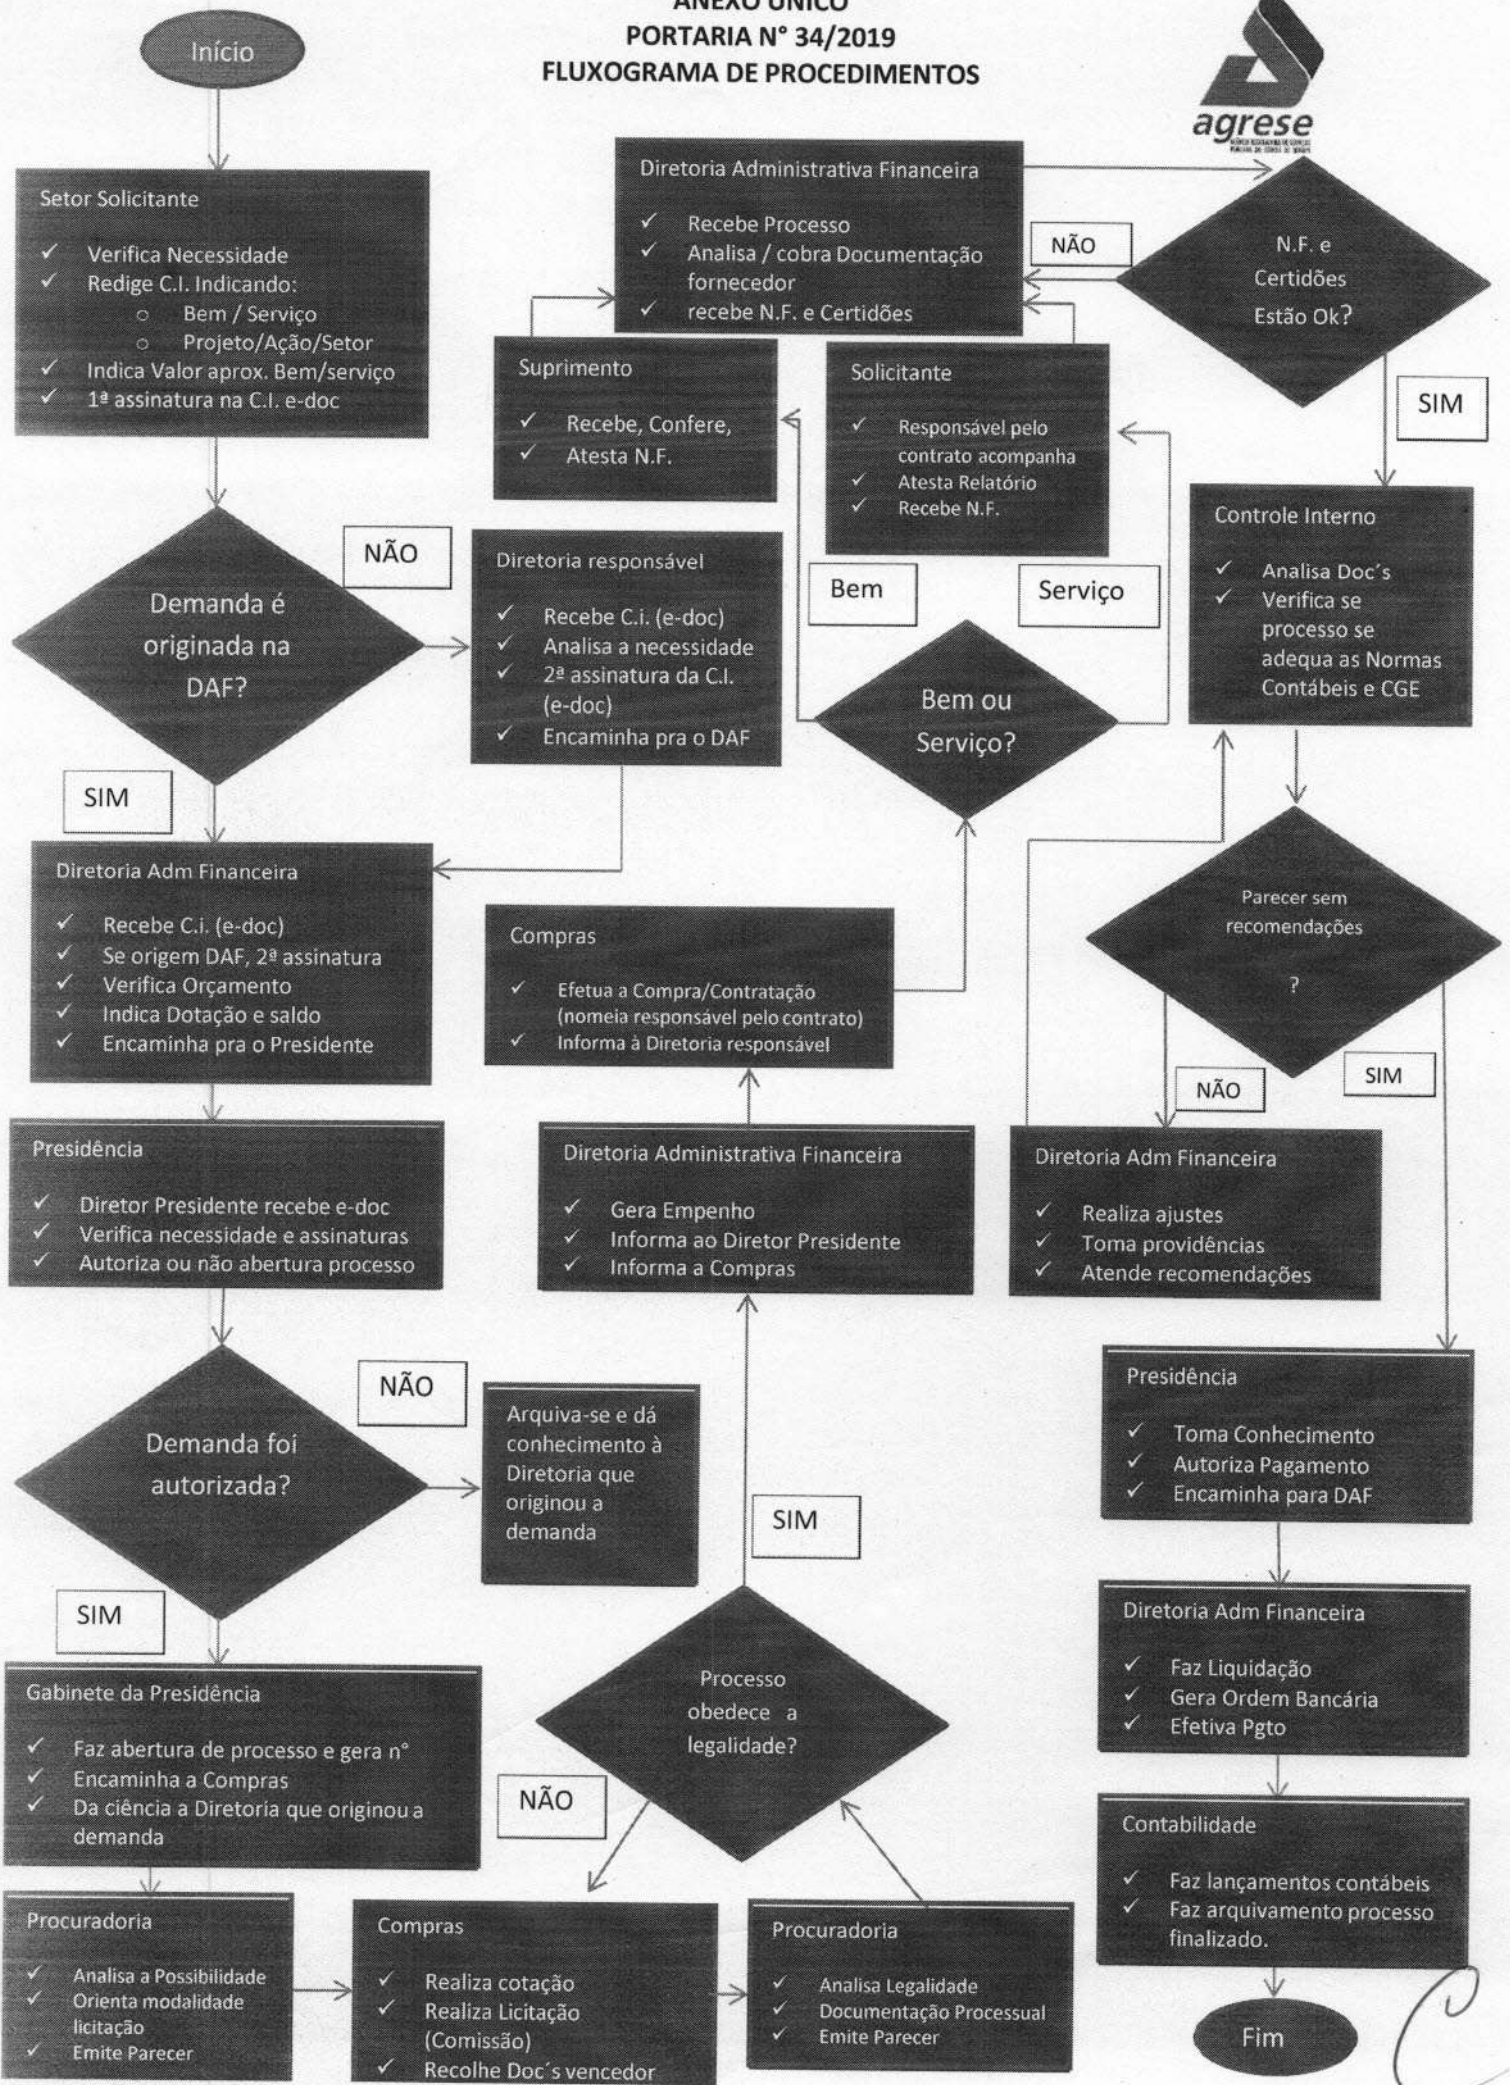 ANEXO ÚNICO
PORTARIA N° 34/2019
FLUXOGRAMA DE PROCEDIMENTOS
agrese
Início
Setor Solicitante
✓ Verifica Necessidade
✓ Redige C.I. Indicando:
o Bem / Serviço
o Projeto/Ação/Setor
✓ Indica Valor aprox. Bem/serviço
✓ 1ª assinatura na C.I. e-doc
Demanda é
originada na
DAF?
NÃO
Diretoria responsável
✓ Recebe C.i. (e-doc)
✓ Analisa a necessidade
✓ 2ª assinatura da C.I.
(e-doc)
✓ Encaminha pra o DAF
SIM
Diretoria Adm Financeira
✓ Recebe C.i. (e-doc)
✓ Se origem DAF, 2ª assinatura
✓ Verifica Orçamento
✓ Indica Dotação e saldo
✓ Encaminha pra o Presidente
Presidência
✓ Diretor Presidente recebe e-doc
✓ Verifica necessidade e assinaturas
✓ Autoriza ou não abertura processo
Demanda foi
autorizada?
NÃO
Arquiva-se e dá
conhecimento à
Diretoria que
originou a
demanda
SIM
Gabinete da Presidência
✓ Faz abertura de processo e gera n°
✓ Encaminha a Compras
✓ Da ciência a Diretoria que originou a
demanda
Procuradoria
✓ Analisa a Possibilidade
✓ Orienta modalidade
licitação
✓ Emite Parecer
Compras
✓ Realiza cotação
✓ Realiza Licitação
(Comissão)
✓ Recolhe Doc´s vencedor
Procuradoria
✓ Analisa Legalidade
✓ Documentação Processual
✓ Emite Parecer
Processo
obedece a
legalidade?
NÃO
SIM
Diretoria Administrativa Financeira
✓ Gera Empenho
✓ Informa ao Diretor Presidente
✓ Informa a Compras
Compras
✓ Efetua a Compra/Contratação
(nomeia responsável pelo contrato)
✓ Informa à Diretoria responsável
Bem ou
Serviço?
Bem
Serviço
Suprimento
✓ Recebe, Confere,
✓ Atesta N.F.
Solicitante
✓ Responsável pelo
contrato acompanha
✓ Atesta Relatório
✓ Recebe N.F.
Diretoria Administrativa Financeira
✓ Recebe Processo
✓ Analisa / cobra Documentação
fornecedor
✓ recebe N.F. e Certidões
N.F. e
Certidões
Estão Ok?
NÃO
SIM
Controle Interno
✓ Analisa Doc´s
✓ Verifica se
processo se
adequa as Normas
Contábeis e CGE
Parecer sem
recomendações
?
NÃO
SIM
Diretoria Adm Financeira
✓ Realiza ajustes
✓ Toma providências
✓ Atende recomendações
Presidência
✓ Toma Conhecimento
✓ Autoriza Pagamento
✓ Encaminha para DAF
Diretoria Adm Financeira
✓ Faz Liquidação
✓ Gera Ordem Bancária
✓ Efetiva Pgto
Contabilidade
✓ Faz lançamentos contábeis
✓ Faz arquivamento processo
finalizado.
Fim